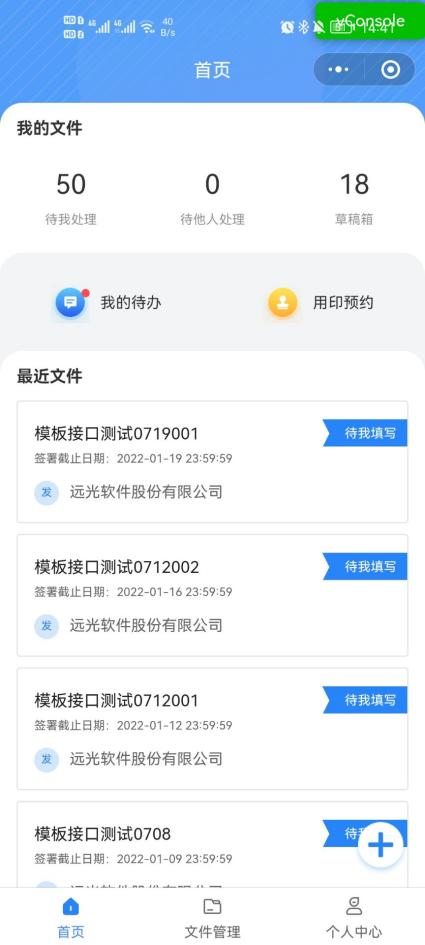 HD 1 4G 4G 40
HD 2 B/s
vConsole
14:41
首页
我的文件
50 0 18
待我处理 待他人处理 草稿箱
我的待办 用印预约
最近文件
模板接口测试0719001 待我填写
签署截止日期：2022-01-19 23:59:59
发 远光软件股份有限公司
模板接口测试0712002 待我填写
签署截止日期：2022-01-16 23:59:59
发 远光软件股份有限公司
模板接口测试0712001 待我填写
签署截止日期：2022-01-12 23:59:59
发 远光软件股份有限公司
模板接口测试0708 待
签署截止日期：2022-01-09 23:59:59
首页 文件管理 个人中心